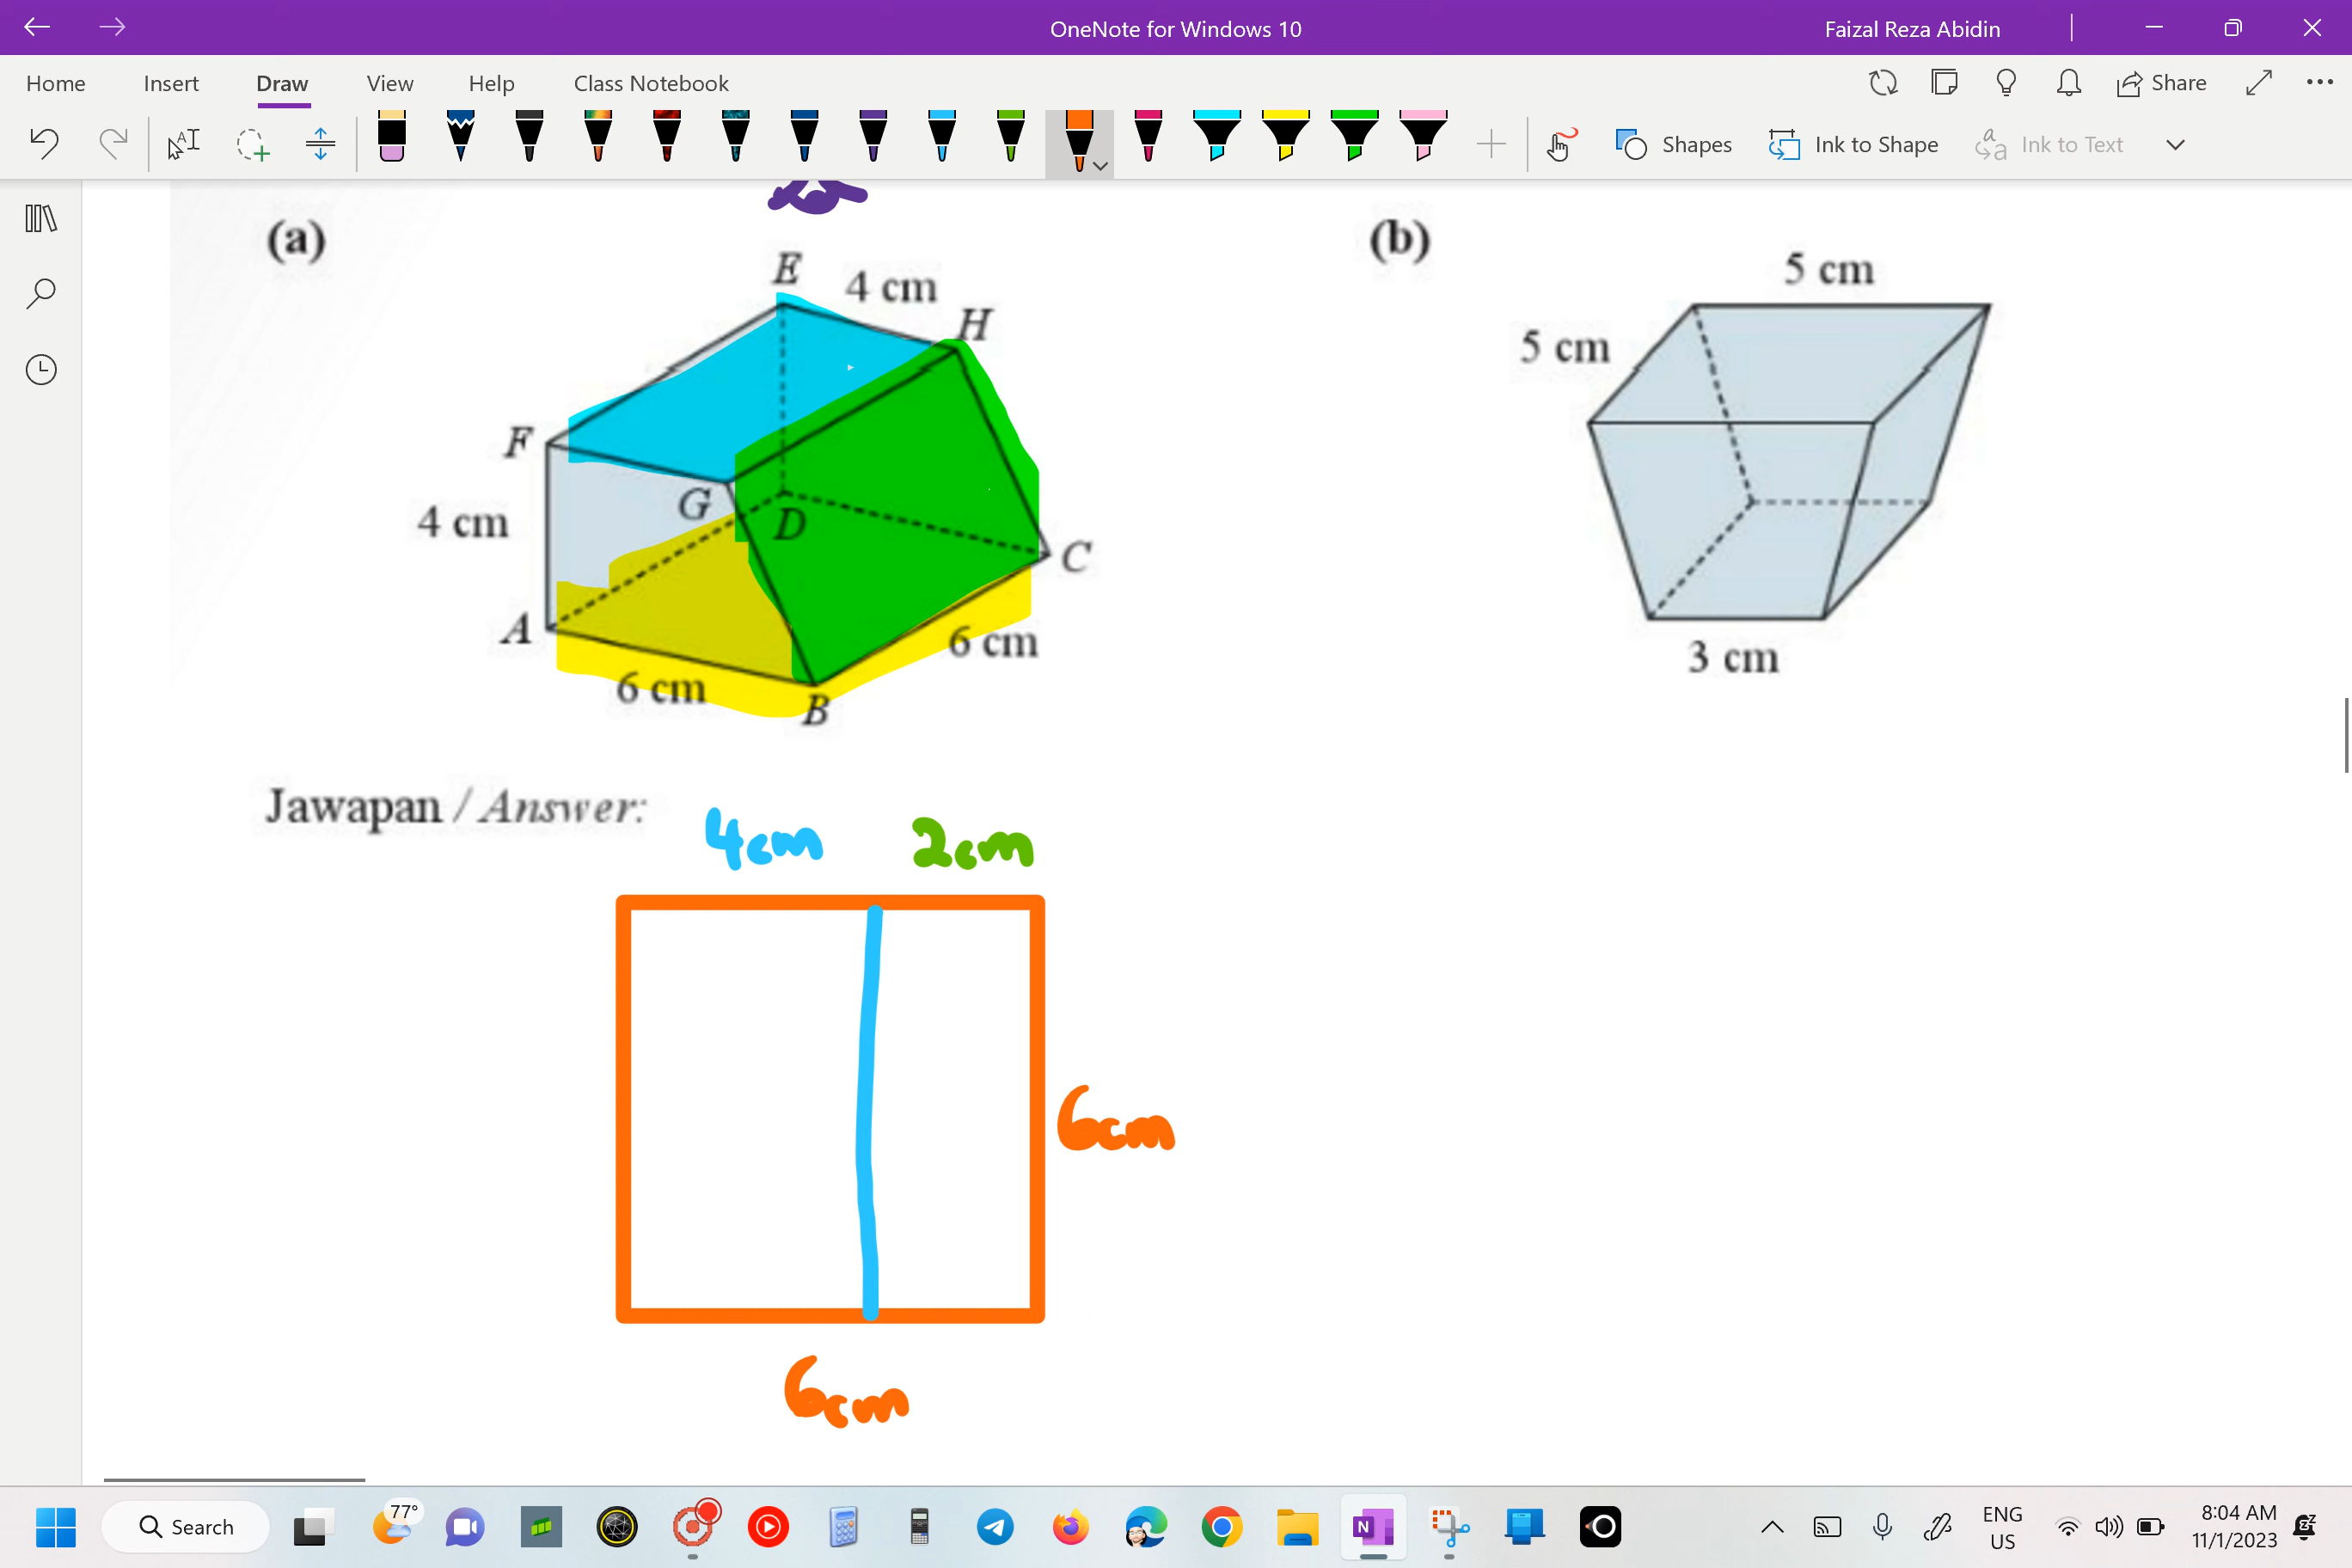 OneNote for Windows 10
Faizal Reza Abidin
Home Insert Draw View Help Class Notebook
Share
Shapes Ink to Shape Ink to Text
(a)
E
4 cm
H
F
G
D
4 cm
C
A
6 cm
6 cm
B
(b)
5 cm
5 cm
3 cm
Jawapan / Answer:
4cm 2cm
6cm
6cm
77°
Search
ENG
US
8:04 AM
11/1/2023